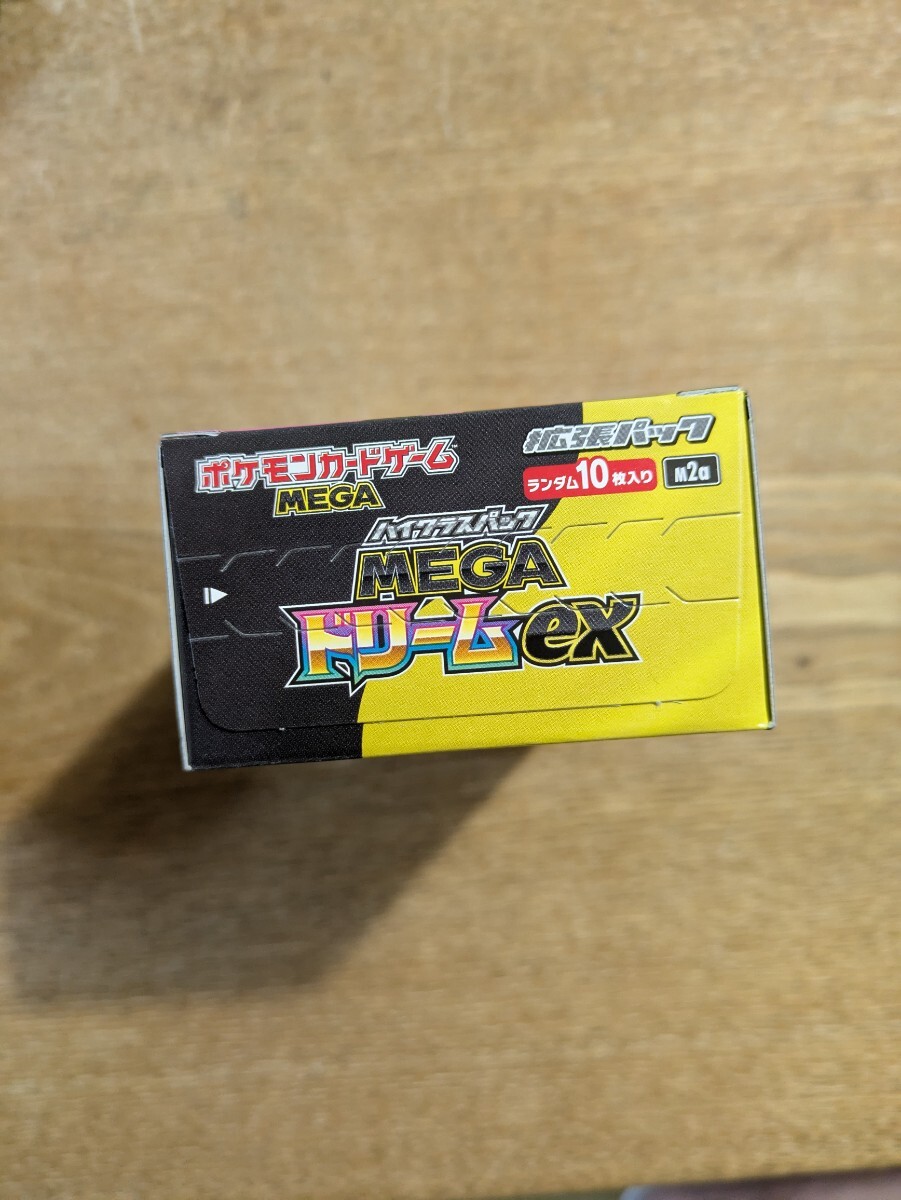 ポケモンカードゲーム™
MEGA
拡張パック
ランダム10枚入り
M2a
ハイクラスパック
MEGA
ドリームex